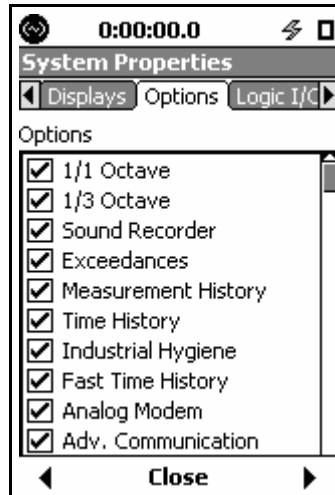 0:00:00.0
System Properties
Displays Options Logic I/O
Options
1/1 Octave
1/3 Octave
Sound Recorder
Exceedances
Measurement History
Time History
Industrial Hygiene
Fast Time History
Analog Modem
Adv. Communication
Close